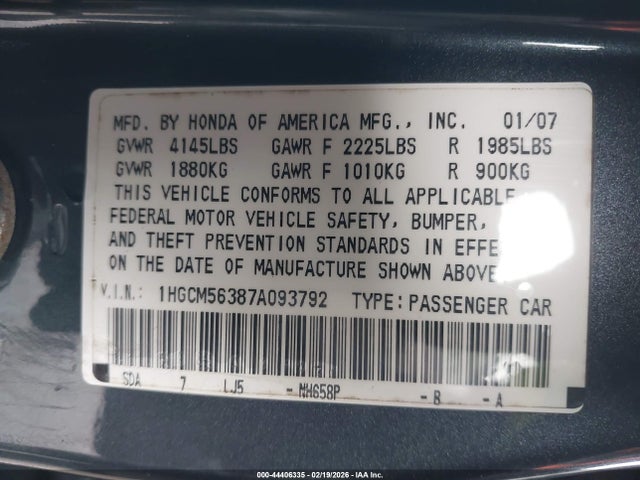 MFD. BY HONDA OF AMERICA MFG., INC. 01/07
GVWR 4145LBS GAWR F 2225LBS R 1985LBS
GVWR 1880KG GAWR F 1010KG R 900KG
THIS VEHICLE CONFORMS TO ALL APPLICABLE
FEDERAL MOTOR VEHICLE SAFETY, BUMPER,
AND THEFT PREVENTION STANDARDS IN EFFE
ON THE DATE OF MANUFACTURE SHOWN ABOVE
V.I.N.: 1HGCM56387A093792 TYPE: PASSENGER CAR
SDA 7 LJ5 - NH658P - B - A
000-44406335 - 02/19/2026 - IAA Inc.